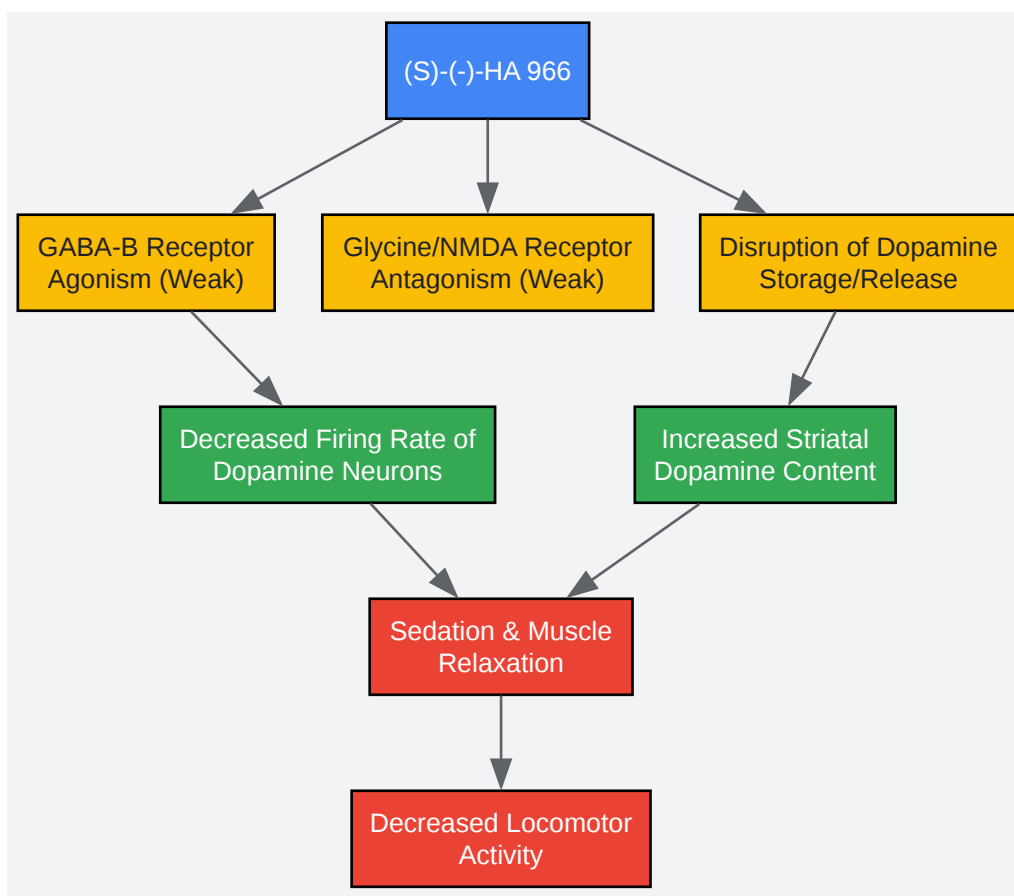 (S)-(-)-HA 966
GABA-B Receptor
Agonism (Weak)
Glycine/NMDA Receptor
Antagonism (Weak)
Disruption of Dopamine
Storage/Release
Decreased Firing Rate of
Dopamine Neurons
Increased Striatal
Dopamine Content
Sedation & Muscle
Relaxation
Decreased Locomotor
Activity